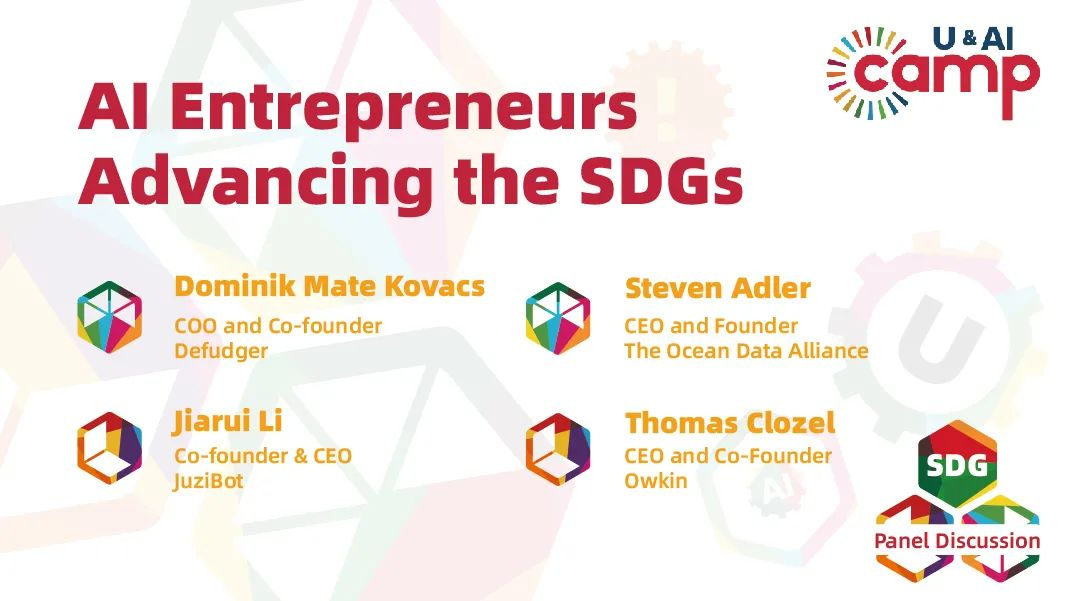 U & AI
camp
AI Entrepreneurs
Advancing the SDGs
Dominik Mate Kovacs
COO and Co-founder
Defudger
Steven Adler
CEO and Founder
The Ocean Data Alliance
Jiarui Li
Co-founder & CEO
JuziBot
Thomas Clozel
CEO and Co-Founder
Owkin
U
AI
SDG
Panel Discussion